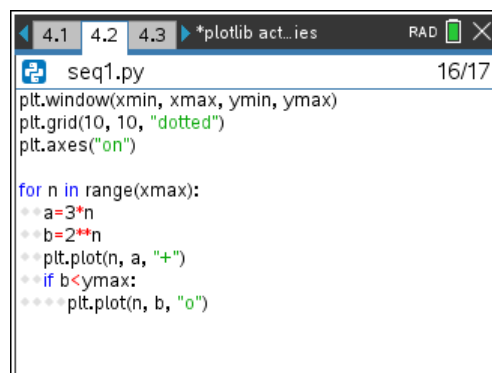 4.1 4.2 4.3 *plotlib act...ies RAD
seq1.py 16/17
plt.window(xmin, xmax, ymin, ymax)
plt.grid(10, 10, "dotted")
plt.axes("on")
for n in range(xmax):
a=3*n
b=2**n
plt.plot(n, a, "+")
if b<ymax:
plt.plot(n, b, "o")